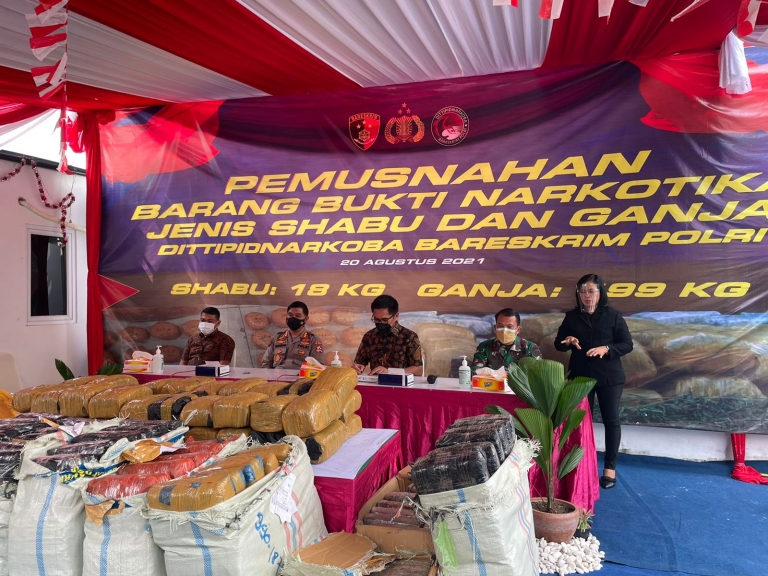 BARESKRIM
PEMUSNAHAN
BARANG BUKTI NARKOTIKA
JENIS SHABU DAN GANJA
DITTIPIDNARKOBA BARESKRIM POLRI
20 AGUSTUS 2021
SHABU: 18 KG GANJA: 99 KG